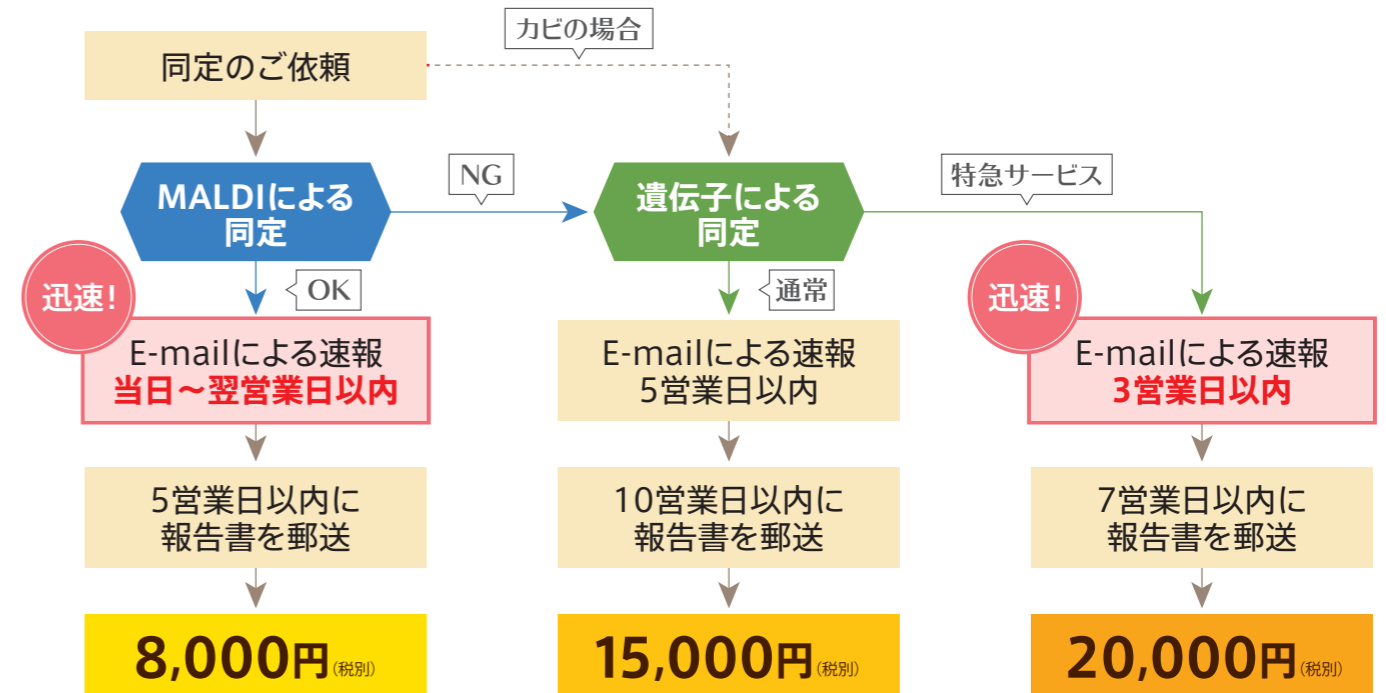 カビの場合
同定のご依頼
MALDIによる
同定
NG
遺伝子による
同定
特急サービス
迅速!
OK
通常
迅速!
E-mailによる速報
当日～翌営業日以内
E-mailによる速報
5営業日以内
E-mailによる速報
3営業日以内
5営業日以内に
報告書を郵送
10営業日以内に
報告書を郵送
7営業日以内に
報告書を郵送
8,000円(税別)
15,000円(税別)
20,000円(税別)